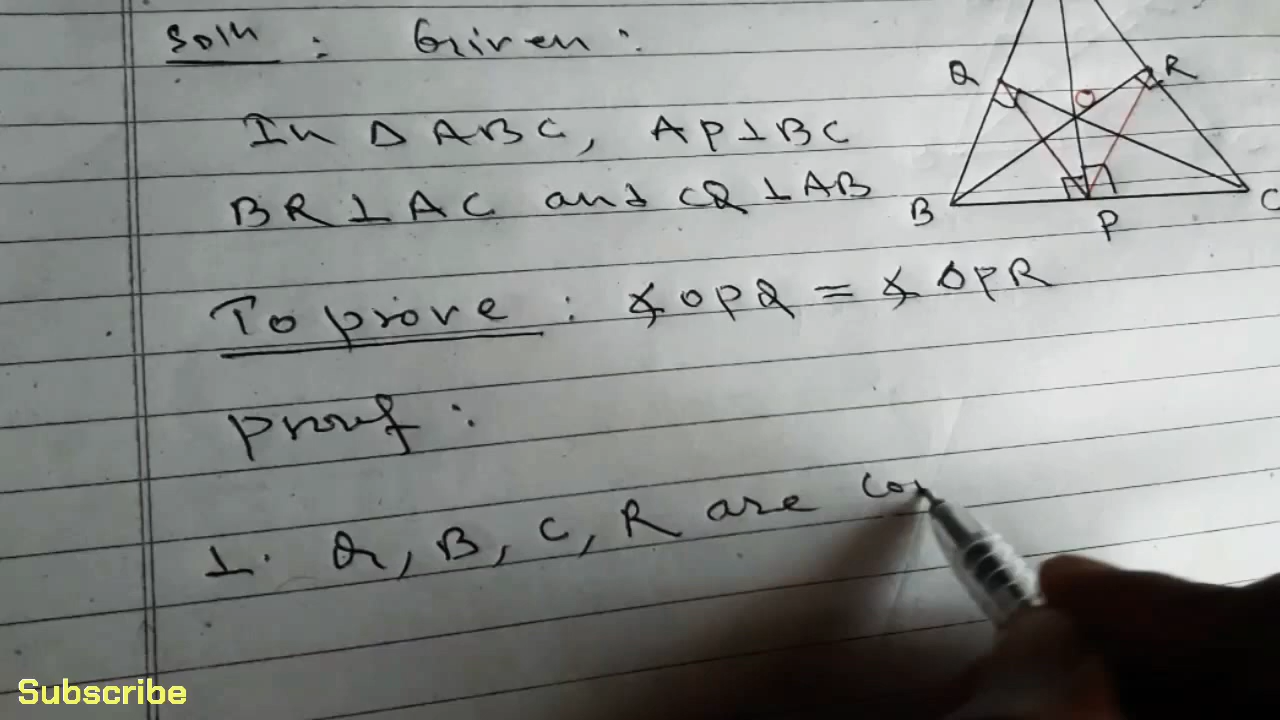 Soln : Given :
In Δ ABC, AP⊥BC
BR⊥AC and CQ⊥AB
To prove : ∡OPQ = ∡OPR
Proof :
1. Q, B, C, R are con
Q
R
O
B
P
C
Subscribe